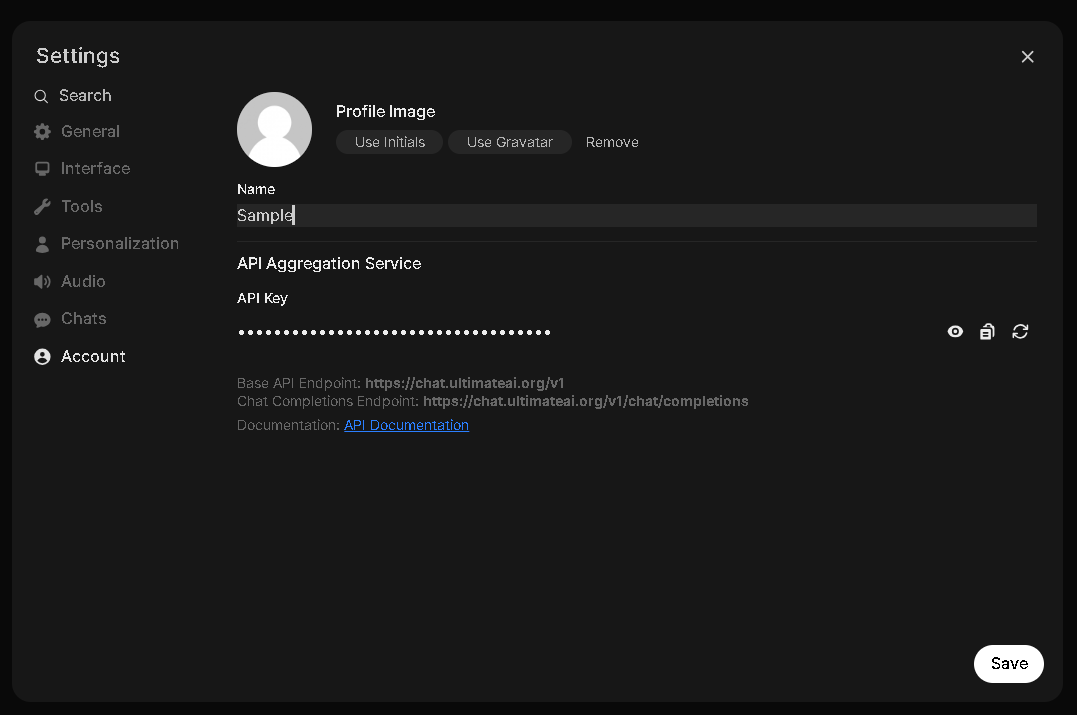 Settings
Search
General
Interface
Tools
Personalization
Audio
Chats
Account
Profile Image
Use Initials
Use Gravatar
Remove
Name
Sample
API Aggregation Service
API Key
Base API Endpoint: https://chat.ultimateai.org/v1
Chat Completions Endpoint: https://chat.ultimateai.org/v1/chat/completions
Documentation: API Documentation
Save